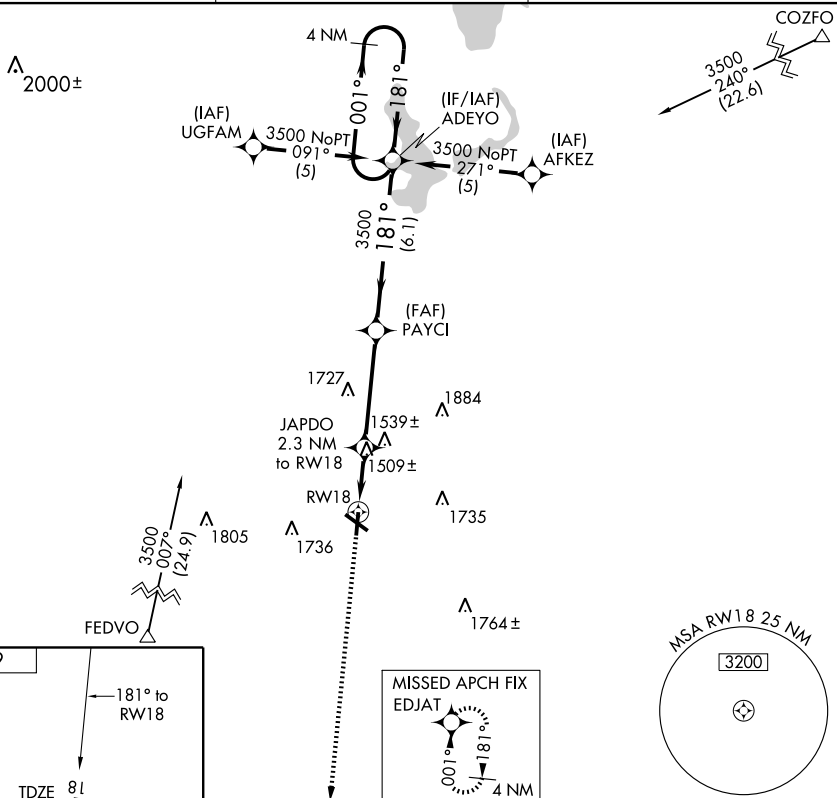 COZFO
3500
240°
(22.6)
4 NM
2000±
001°
181°
(IF/IAF)
ADEYO
(IAF)
UGFAM
3500 NoPT
091°
(5)
3500 NoPT
271°
(5)
(IAF)
AFKEZ
3500
181°
(6.1)
(FAF)
PAYCI
1727
1884
JAPDO
2.3 NM
to RW18
1539±
1509±
RW18
1735
1805
1736
3500
007°
(24.9)
FEDVO
1764±
181° to
RW18
TDZE
18
MISSED APCH FIX
EDJAT
001°
181°
4 NM
MSA RW18 25 NM
3200